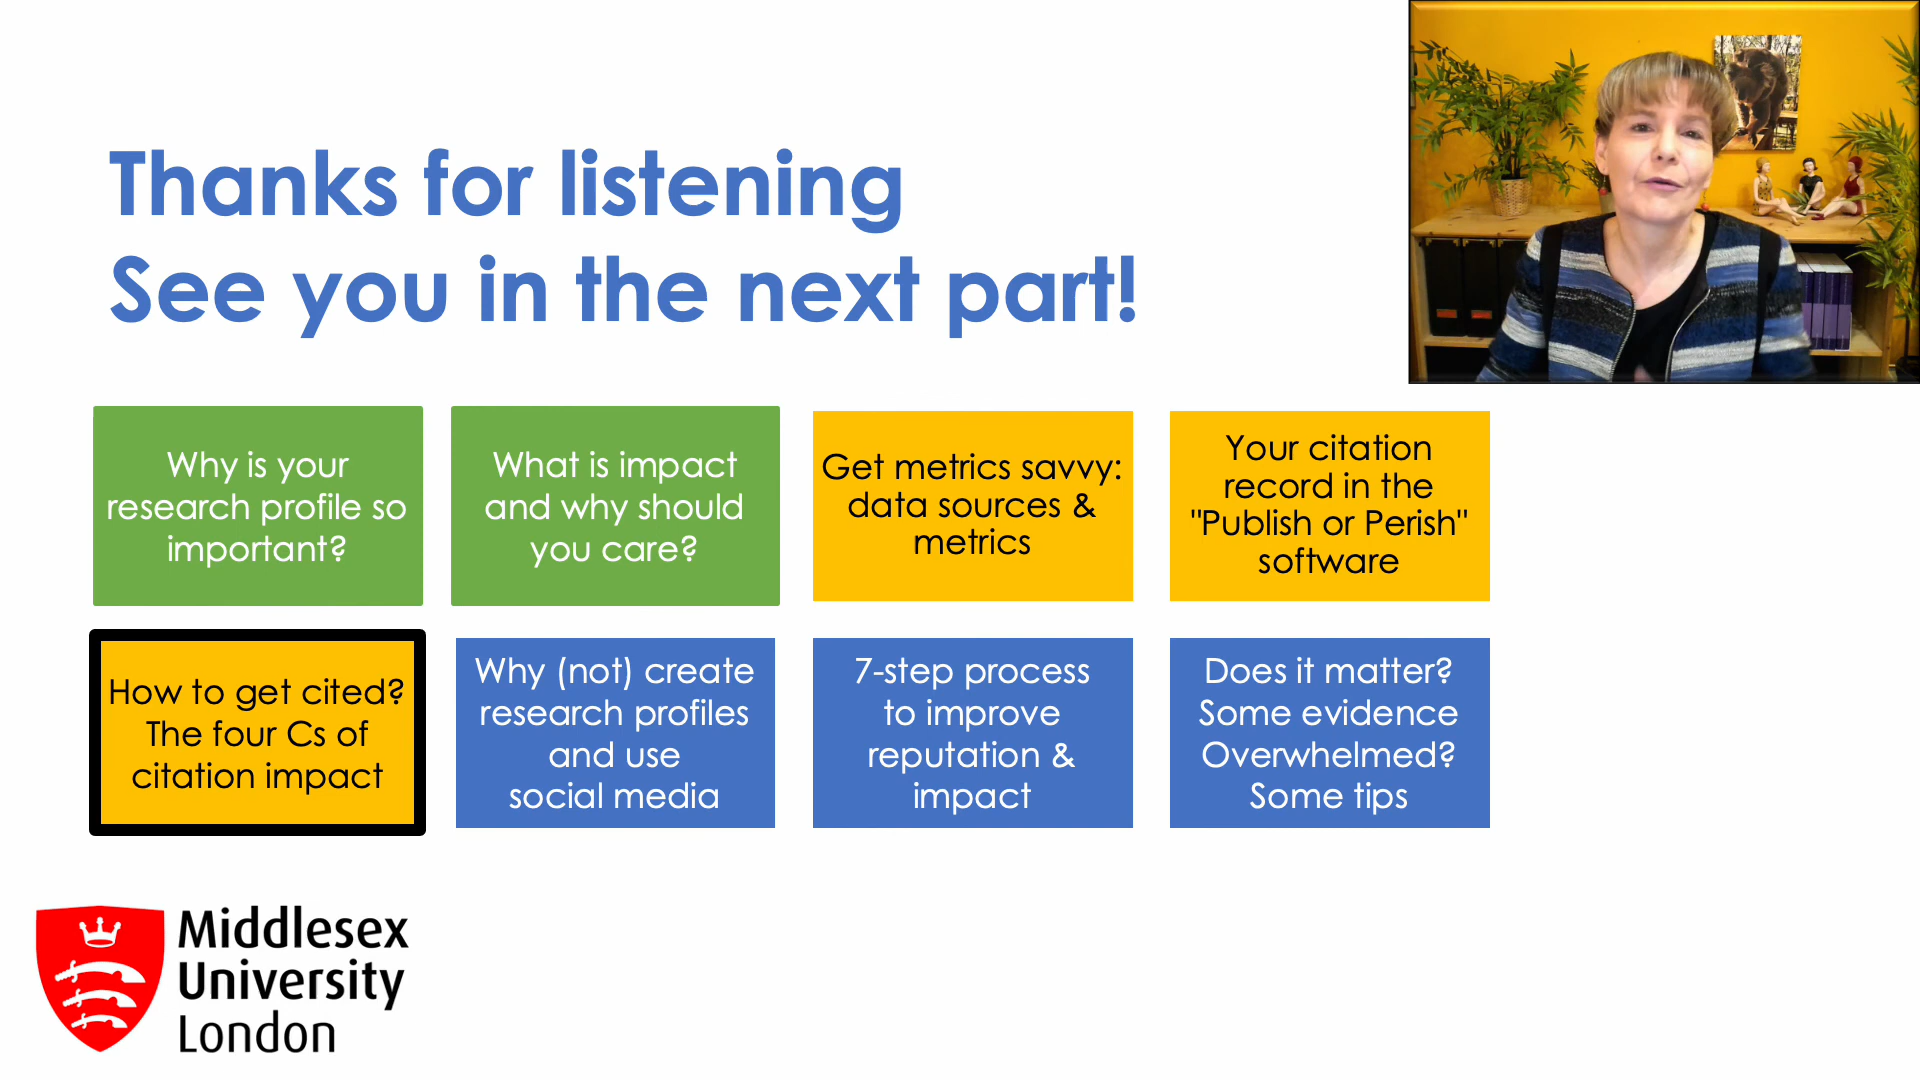 Thanks for listening
See you in the next part!
Why is your
research profile so
important?
What is impact
and why should
you care?
Get metrics savvy:
data sources &
metrics
Your citation
record in the
"Publish or Perish"
software
How to get cited?
The four Cs of
citation impact
Why (not) create
research profiles
and use
social media
7-step process
to improve
reputation &
impact
Does it matter?
Some evidence
Overwhelmed?
Some tips
Middlesex
University
London